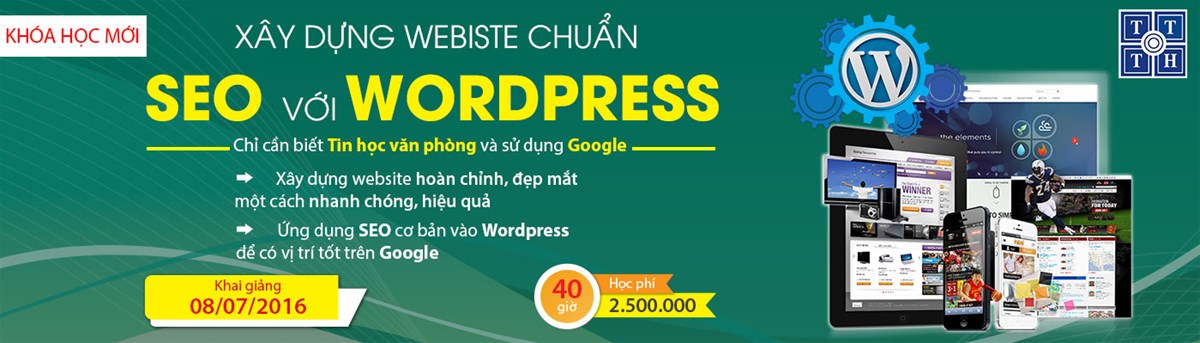 KHÓA HỌC MỚI
XÂY DỰNG WEBISTE CHUẨN
SEO VỚI WORDPRESS
Chỉ cần biết Tin học văn phòng và sử dụng Google
Xây dựng website hoàn chỉnh, đẹp mắt
một cách nhanh chóng, hiệu quả
Ứng dụng SEO cơ bản vào Wordpress
để có vị trí tốt trên Google
Khai giảng
08/07/2016
40
giờ
Học phí
2.500.000
W
T T
T H
the elements
WINNER